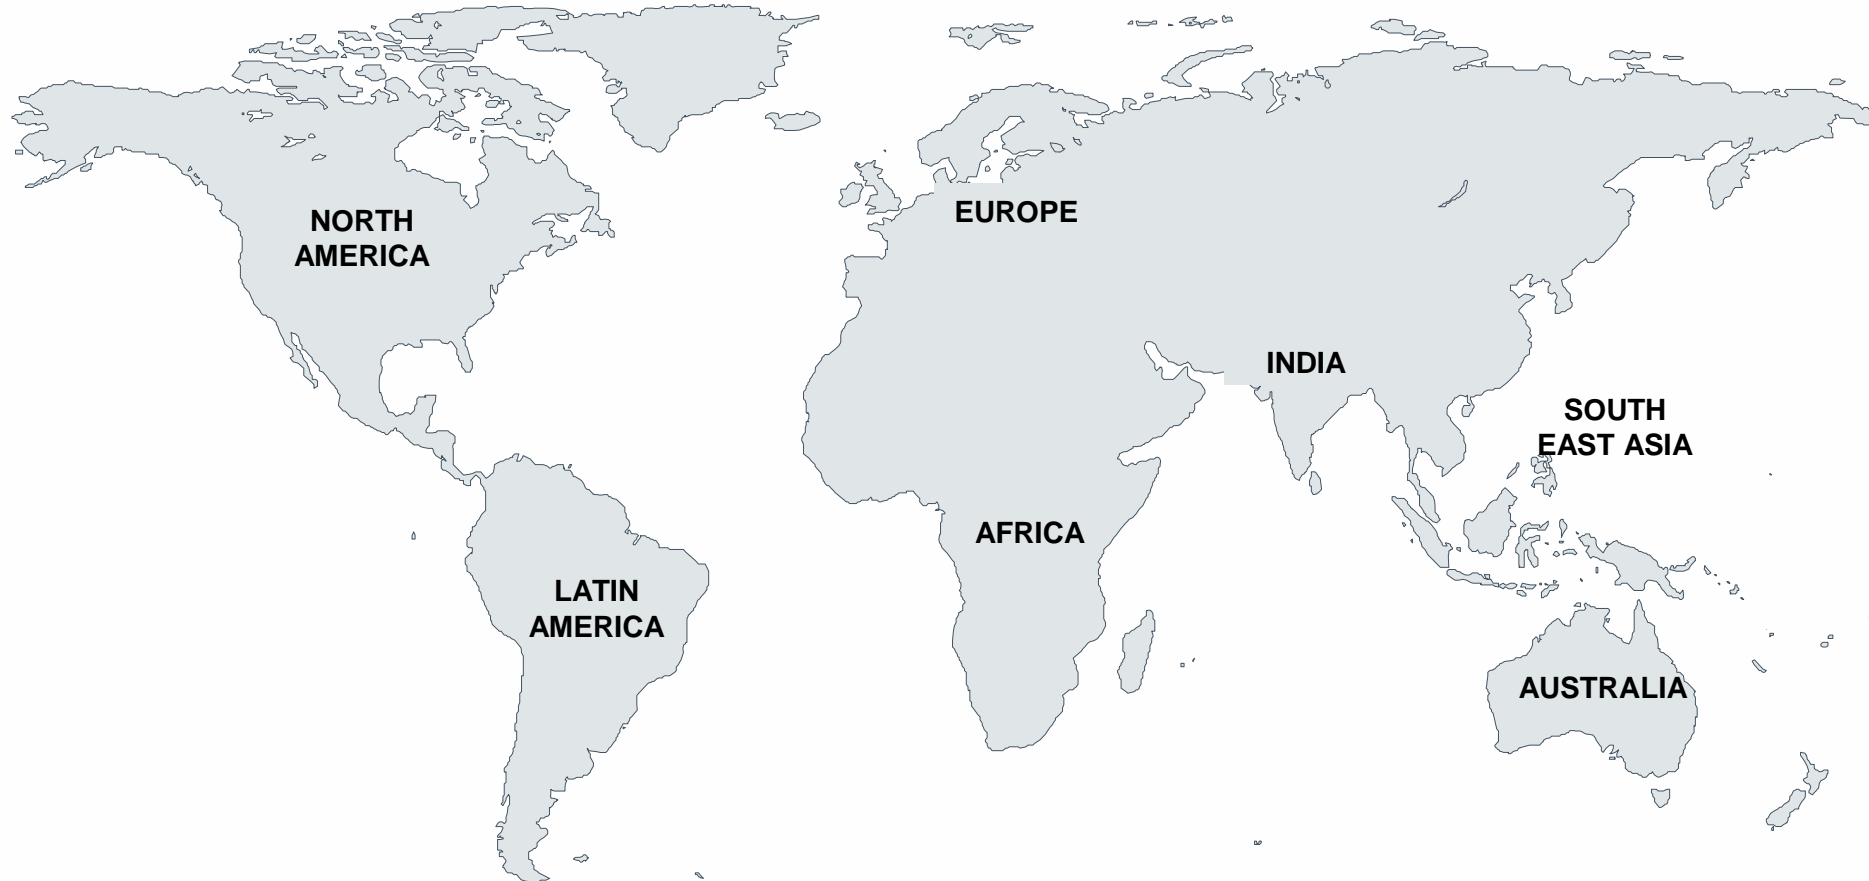 NORTH
AMERICA
EUROPE
INDIA
SOUTH
EAST ASIA
AFRICA
LATIN
AMERICA
AUSTRALIA